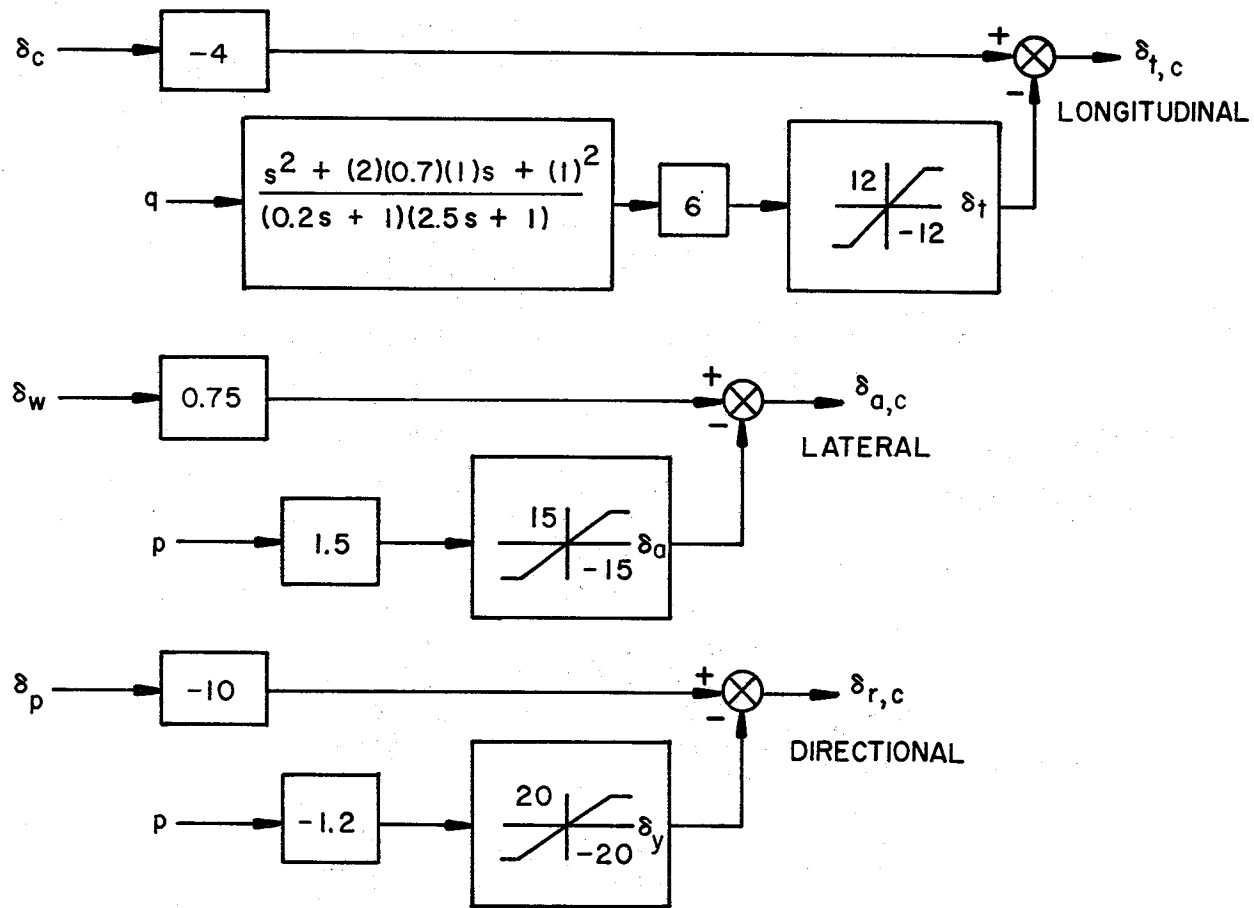 δc
-4
+
-
δt,c
LONGITUDINAL
q
s² + (2)(0.7)(1)s + (1)²
(0.2s + 1)(2.5s + 1)
6
12
-12
δt
δw
0.75
+
-
δa,c
LATERAL
p
1.5
15
-15
δa
δp
-10
+
-
δr,c
DIRECTIONAL
p
-1.2
20
-20
δy